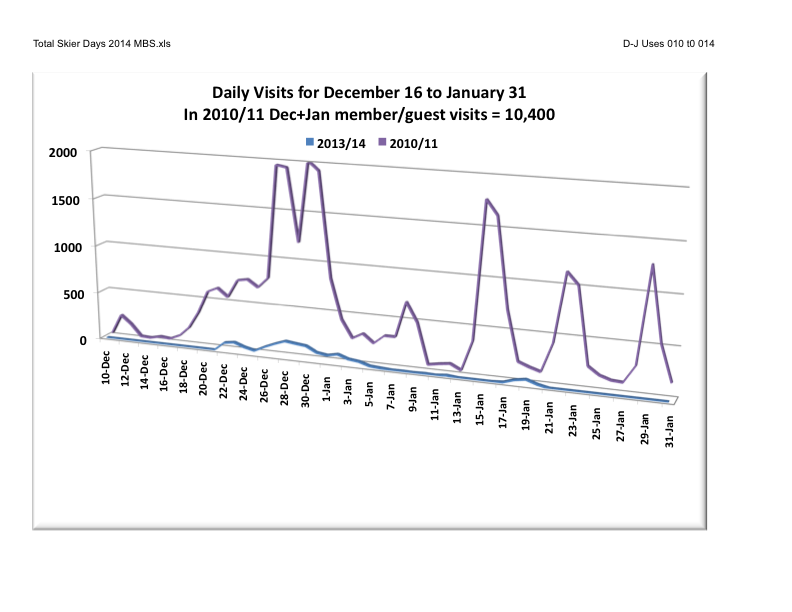 Total Skier Days 2014 MBS.xls
D-J Uses 010 t0 014
Daily Visits for December 16 to January 31
In 2010/11 Dec+Jan member/guest visits = 10,400
2013/14 2010/11
2000
1500
1000
500
0
10-Dec
12-Dec
14-Dec
16-Dec
18-Dec
20-Dec
22-Dec
24-Dec
26-Dec
28-Dec
30-Dec
1-Jan
3-Jan
5-Jan
7-Jan
9-Jan
11-Jan
13-Jan
15-Jan
17-Jan
19-Jan
21-Jan
23-Jan
25-Jan
27-Jan
29-Jan
31-Jan